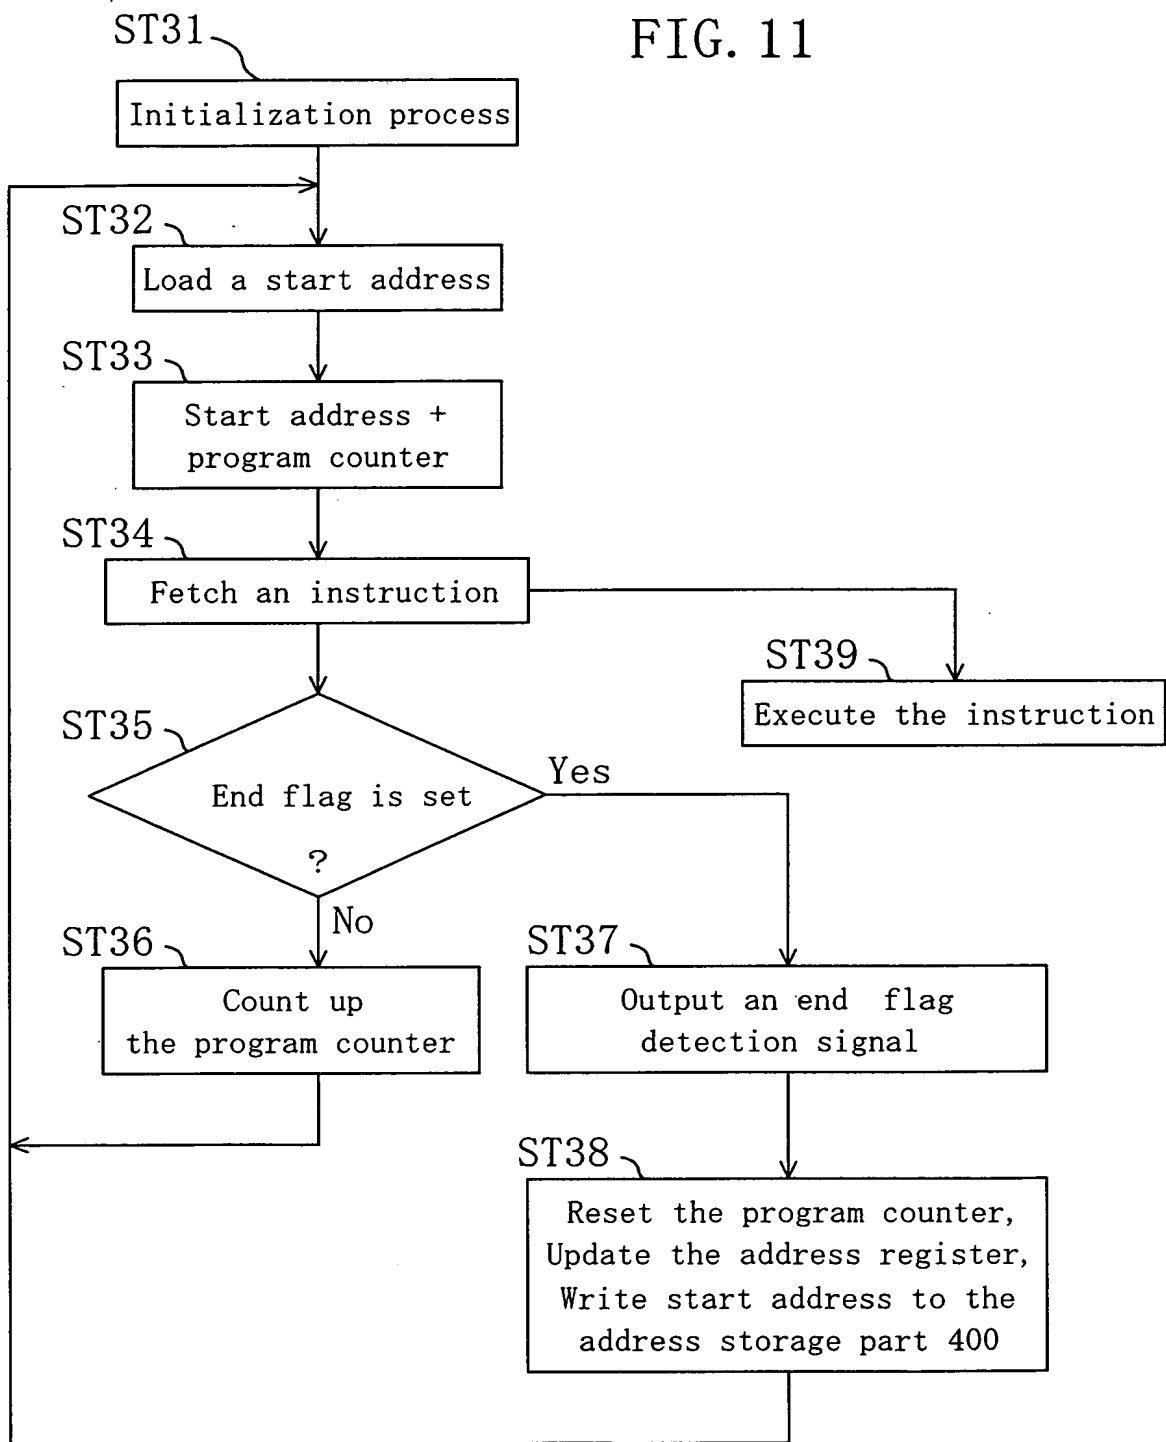 FIG. 11
ST31
Initialization process
ST32
Load a start address
ST33
Start address +
program counter
ST34
Fetch an instruction
ST39
Execute the instruction
ST35
End flag is set
?
Yes
No
ST36
Count up
the program counter
ST37
Output an end flag
detection signal
ST38
Reset the program counter,
Update the address register,
Write start address to the
address storage part 400